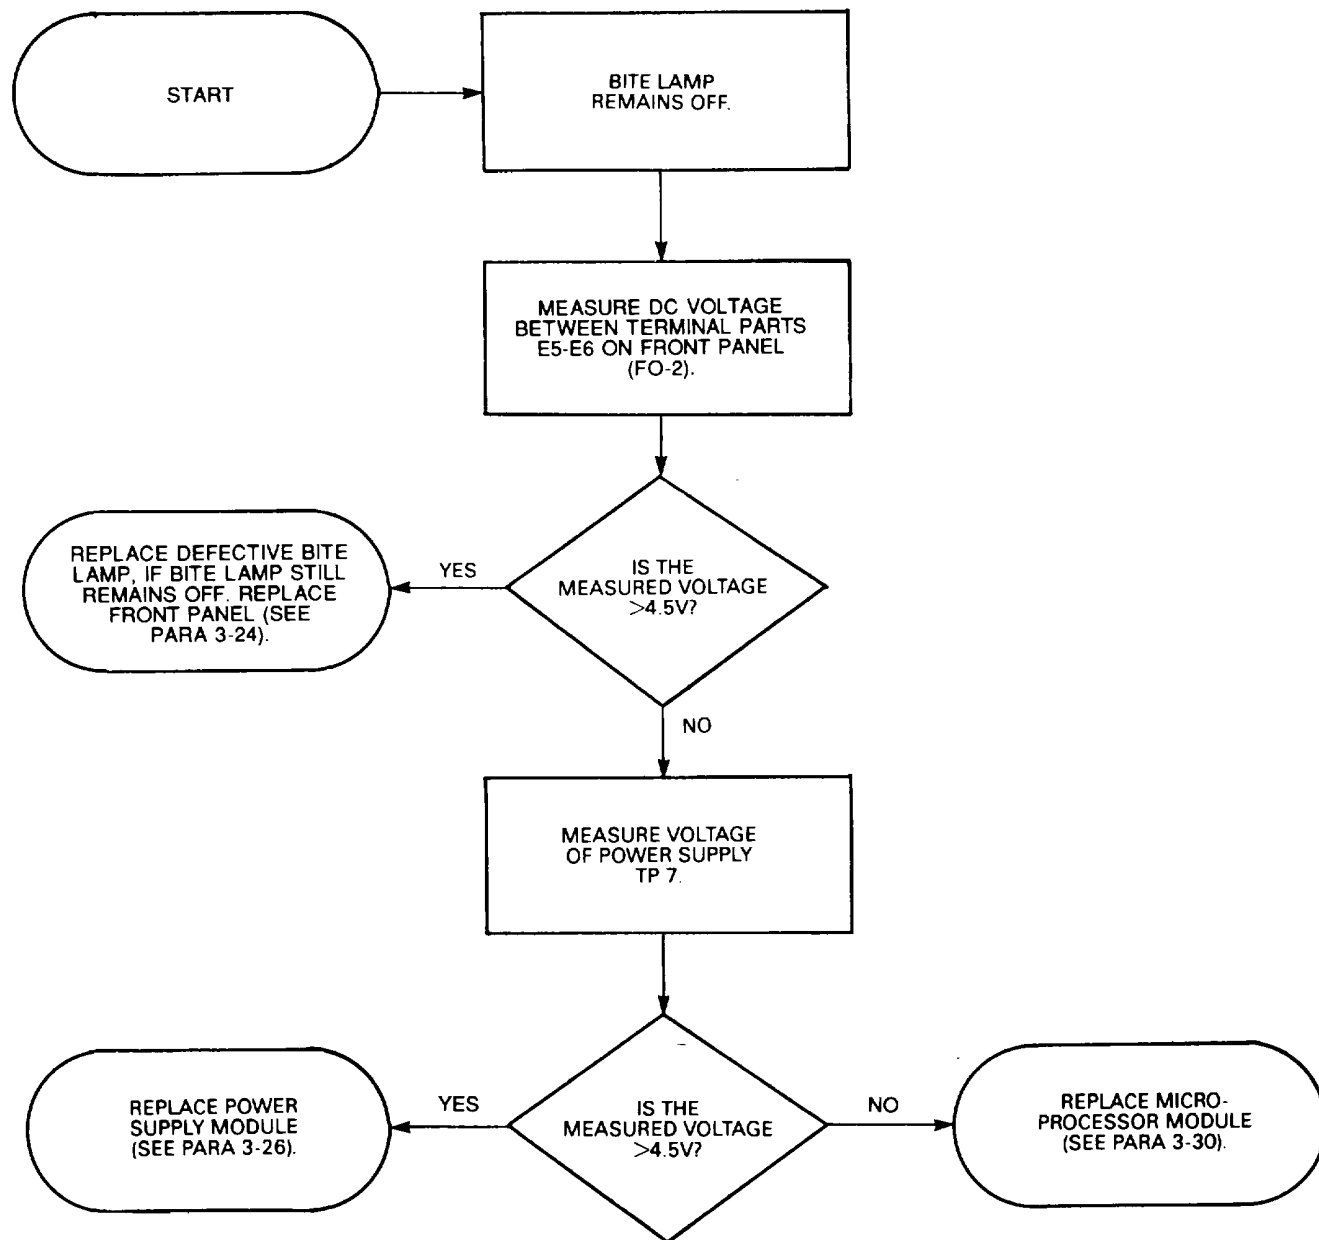 START
BITE LAMP
REMAINS OFF.
MEASURE DC VOLTAGE
BETWEEN TERMINAL PARTS
E5-E6 ON FRONT PANEL
(FO-2).
IS THE
MEASURED VOLTAGE
>4.5V?
YES
REPLACE DEFECTIVE BITE
LAMP, IF BITE LAMP STILL
REMAINS OFF. REPLACE
FRONT PANEL (SEE
PARA 3-24).
NO
MEASURE VOLTAGE
OF POWER SUPPLY
TP 7.
IS THE
MEASURED VOLTAGE
>4.5V?
YES
REPLACE POWER
SUPPLY MODULE
(SEE PARA 3-26).
NO
REPLACE MICRO-
PROCESSOR MODULE
(SEE PARA 3-30).